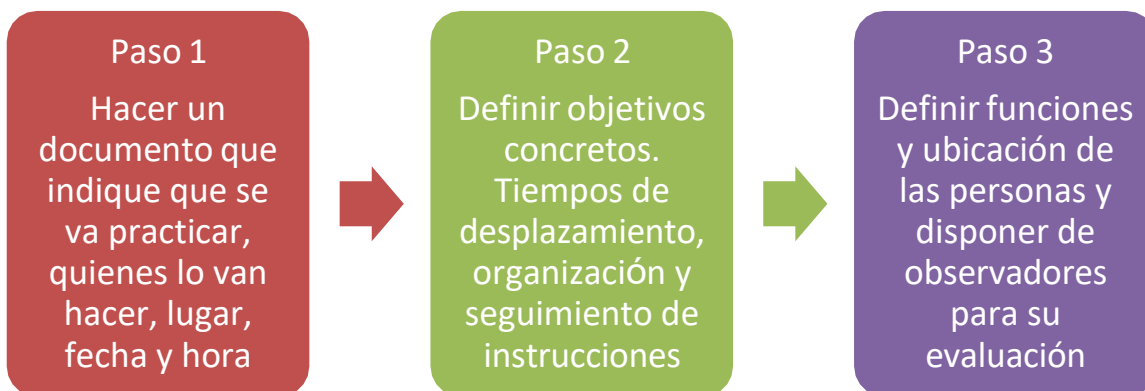 Paso 1
Hacer un
documento que
indique que se
va practicar,
quienes lo van
hacer, lugar,
fecha y hora
Paso 2
Definir objetivos
concretos.
Tiempos de
desplazamiento,
organización y
seguimiento de
instrucciones
Paso 3
Definir funciones
y ubicación de
las personas y
disponer de
observadores
para su
evaluación